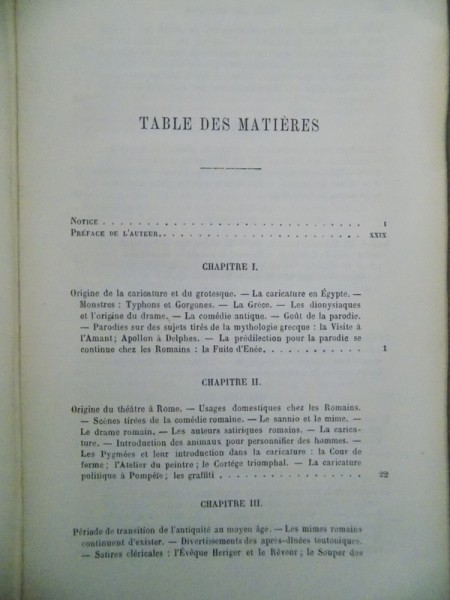 TABLE DES MATIÈRES
NOTICE . . . . . . . . . . . . . . . . . . . . . . . . . . I
PRÉFACE DE L'AUTEUR. . . . . . . . . . . . . . . . . . . . XXIX
CHAPITRE I.
Origine de la caricature et du grotesque. — La caricature en Égypte. —
Monstres : Typhons et Gorgones. — La Grèce. — Les dionysiaques
et l'origine du drame. — La comédie antique. — Goût de la parodie.
— Parodies sur des sujets tirés de la mythologie grecque : la Visite à
l'Amant ; Apollon à Delphes. — La prédilection pour la parodie se
continue chez les Romains : la Fuite d'Enée. . . . . . . . . . 1
CHAPITRE II.
Origine du théâtre à Rome. — Usages domestiques chez les Romains.
— Scènes tirées de la comédie romaine. — Le sannio et le mime. —
Le drame romain. — Les auteurs satiriques romains. — La carica-
ture. — Introduction des animaux pour personnifier des hommes. —
Les Pygmées et leur introduction dans la caricature : la Cour de
ferme ; l'Atelier du peintre ; le Cortége triomphal. — La caricature
politique à Pompéie ; les graffiti . . . . . . . . . . . . . . 22
CHAPITRE III.
Période de transition de l'antiquité au moyen âge. — Les mimes romains
continuent d'exister. — Divertissements des après-dînées teutoniques.
— Satires cléricales : l'Évêque Heriger et le Rêveur ; le Souper des